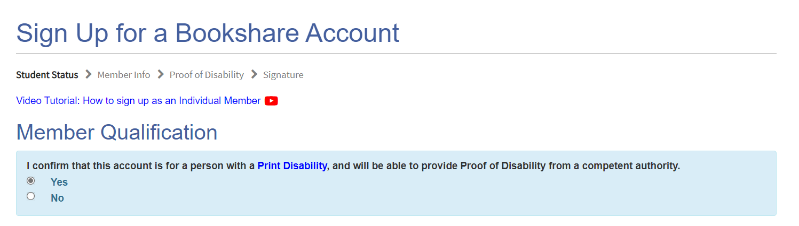 Sign Up for a Bookshare Account
Student Status > Member Info > Proof of Disability > Signature
Video Tutorial: How to sign up as an Individual Member
Member Qualification
I confirm that this account is for a person with a Print Disability, and will be able to provide Proof of Disability from a competent authority.
Yes
No